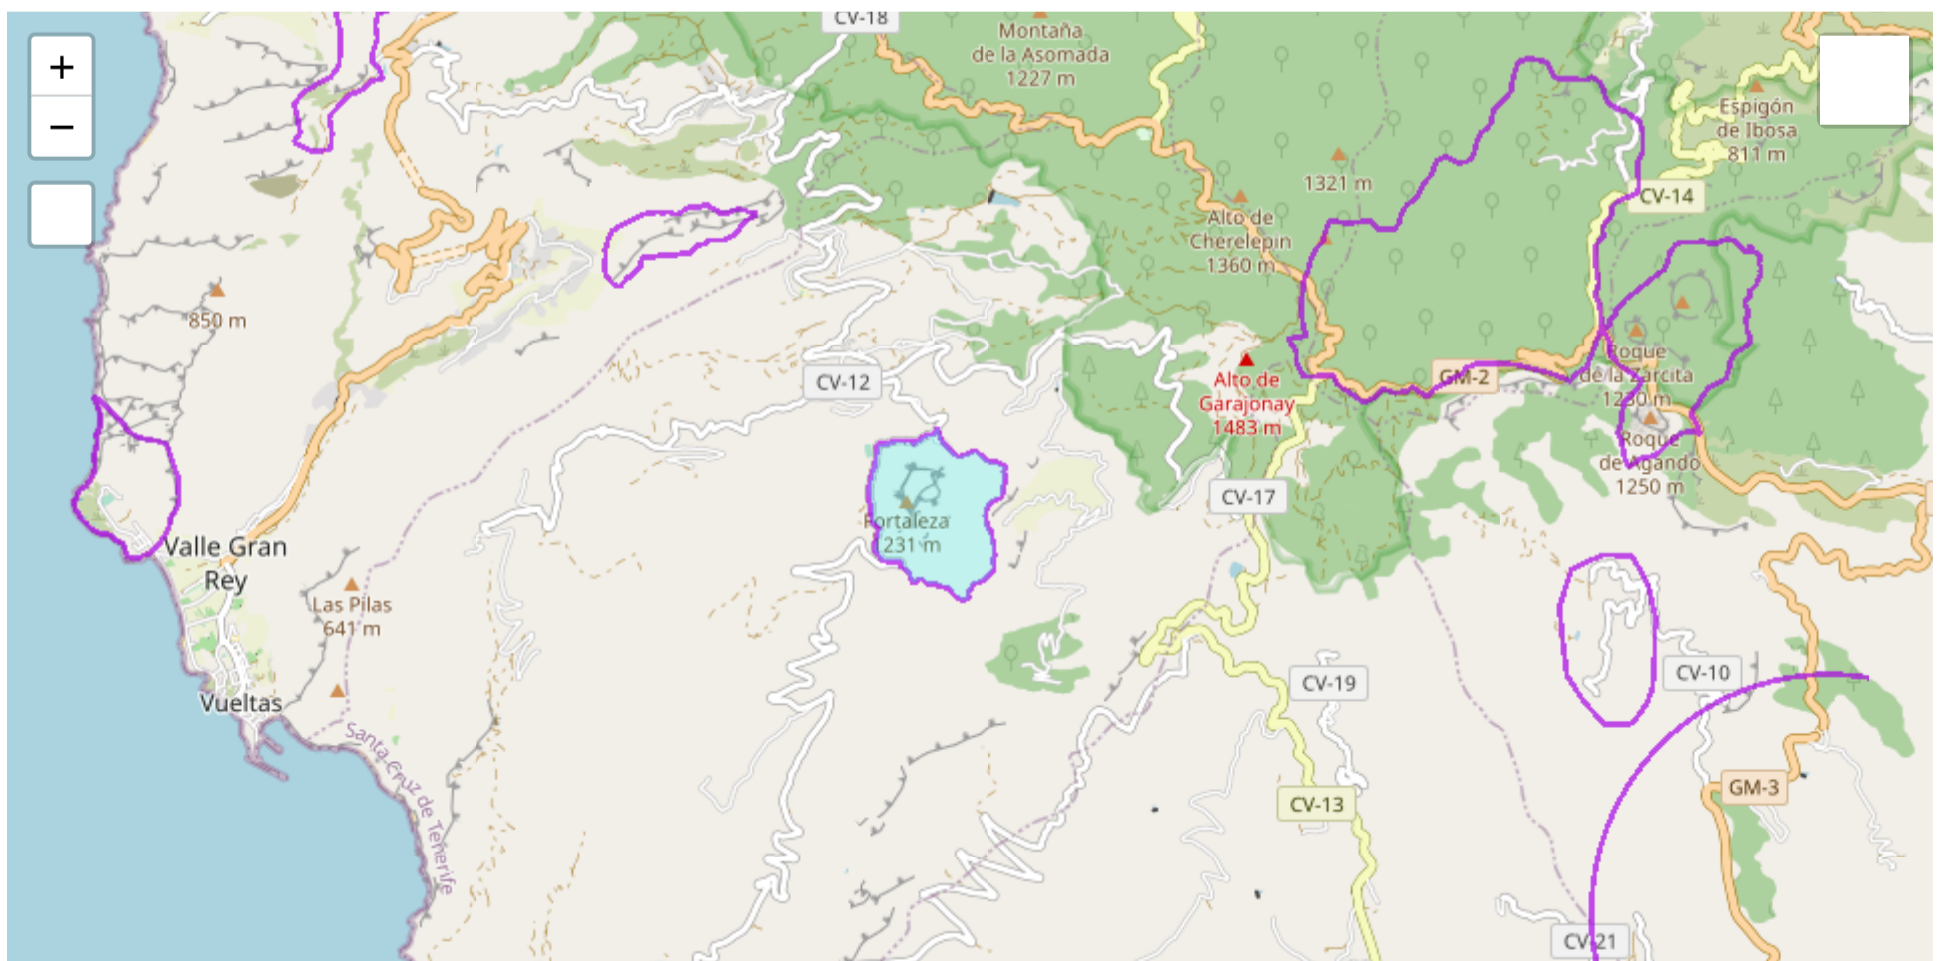 CV-18
Montaña
de la Asomada
1227 m
+
−
Espigón
de Ibosa
811 m
1321 m
CV-14
Alto de
Cherelepin
1360 m
850 m
Roque
de la Zarcita
1230 m
GM-2
CV-12
Alto de
Garajonay
1483 m
Roque
de Agando
1250 m
CV-17
Fortaleza
1231 m
Valle Gran
Rey
Las Pilas
641 m
CV-19
CV-10
Vueltas
Santa Cruz de Tenerife
GM-3
CV-13
CV-21